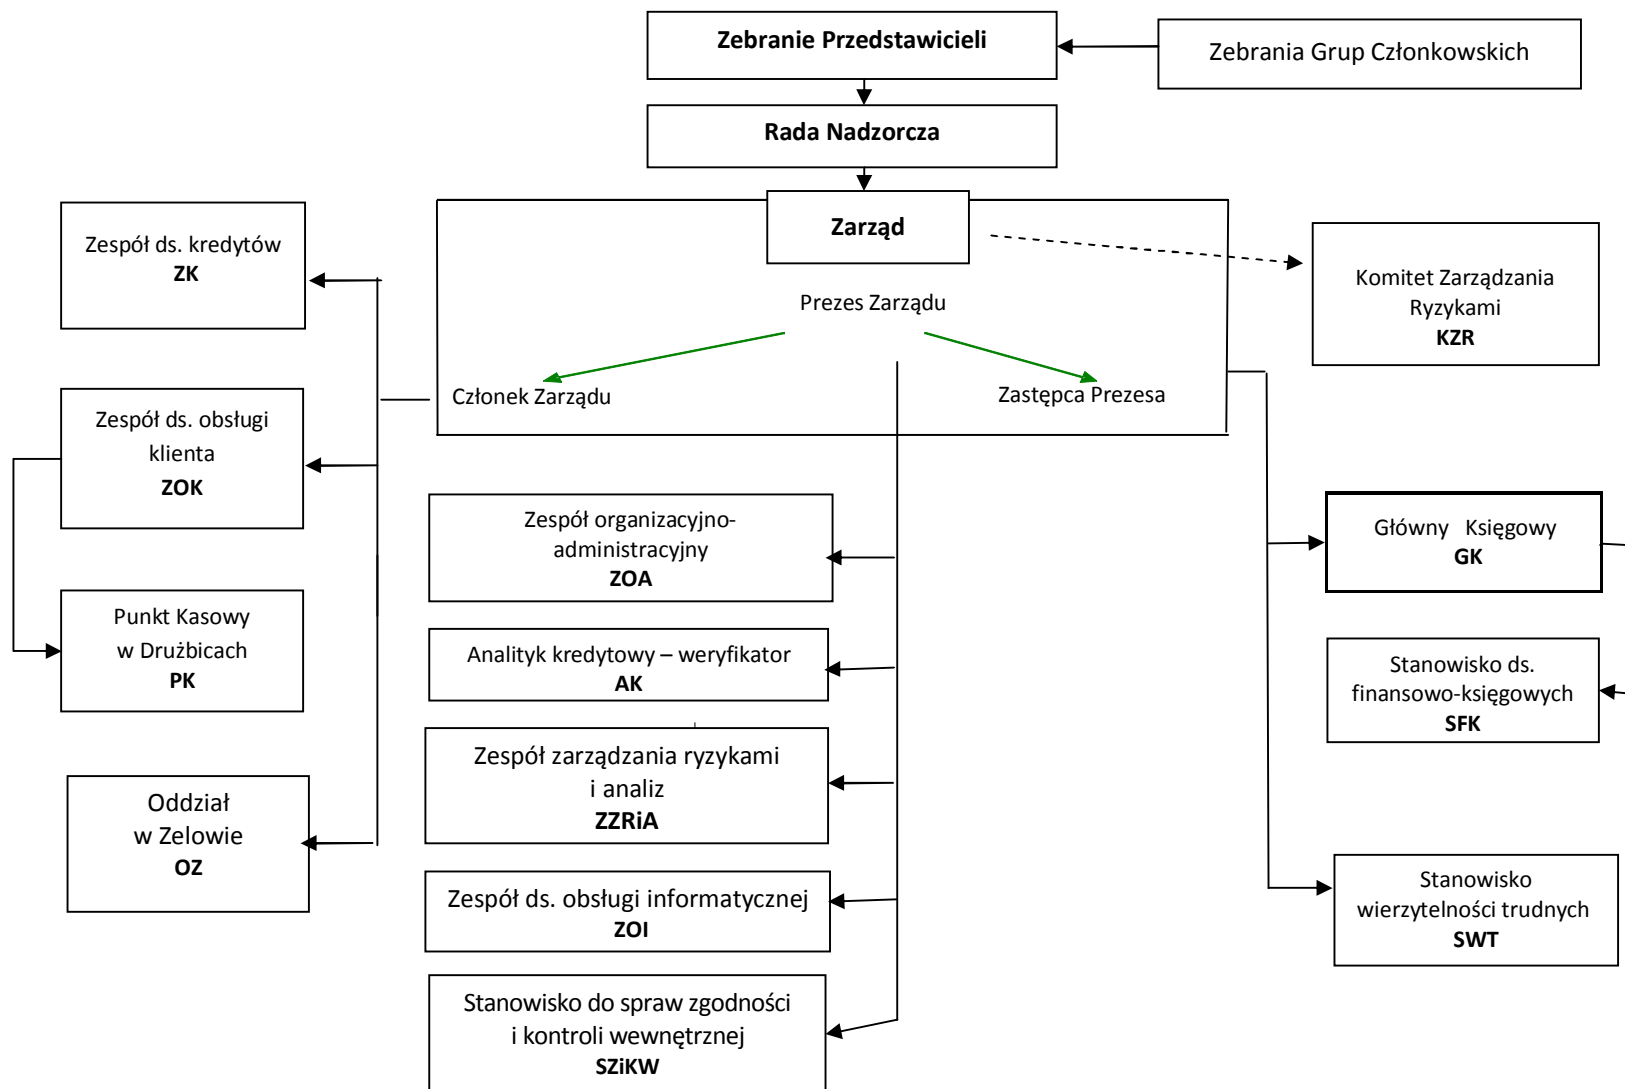 Zebranie Przedstawicieli
Zebrania Grup Członkowskich
Rada Nadzorcza
Zarząd
Prezes Zarządu
Członek Zarządu
Zastępca Prezesa
Zespół ds. kredytów
ZK
Zespół ds. obsługi
klienta
ZOK
Punkt Kasowy
w Drużbicach
PK
Oddział
w Zelowie
OZ
Zespół organizacyjno-
administracyjny
ZOA
Analityk kredytowy – weryfikator
AK
Zespół zarządzania ryzykami
i analiz
ZZRiA
Zespół ds. obsługi informatycznej
ZOI
Stanowisko do spraw zgodności
i kontroli wewnętrznej
SZiKW
Komitet Zarządzania
Ryzykami
KZR
Główny Księgowy
GK
Stanowisko ds.
finansowo-księgowych
SFK
Stanowisko
wierzytelności trudnych
SWT